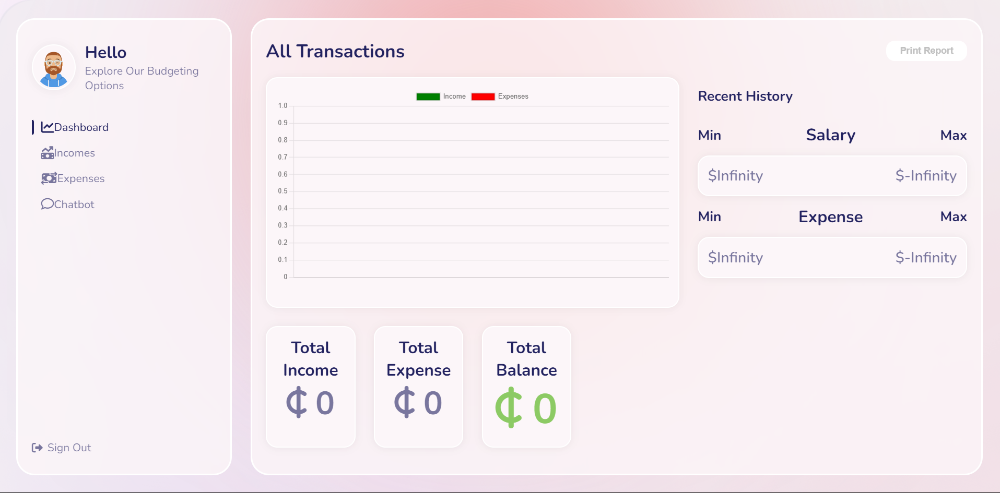 Hello
Explore Our Budgeting
Options
Dashboard
Incomes
Expenses
Chatbot
Sign Out
All Transactions
Print Report
Income Expenses
1.0
0.9
0.8
0.7
0.6
0.5
0.4
0.3
0.2
0.1
0
Recent History
Min Salary Max
$Infinity $-Infinity
Min Expense Max
$Infinity $-Infinity
Total
Income
₵ 0
Total
Expense
₵ 0
Total
Balance
₵ 0